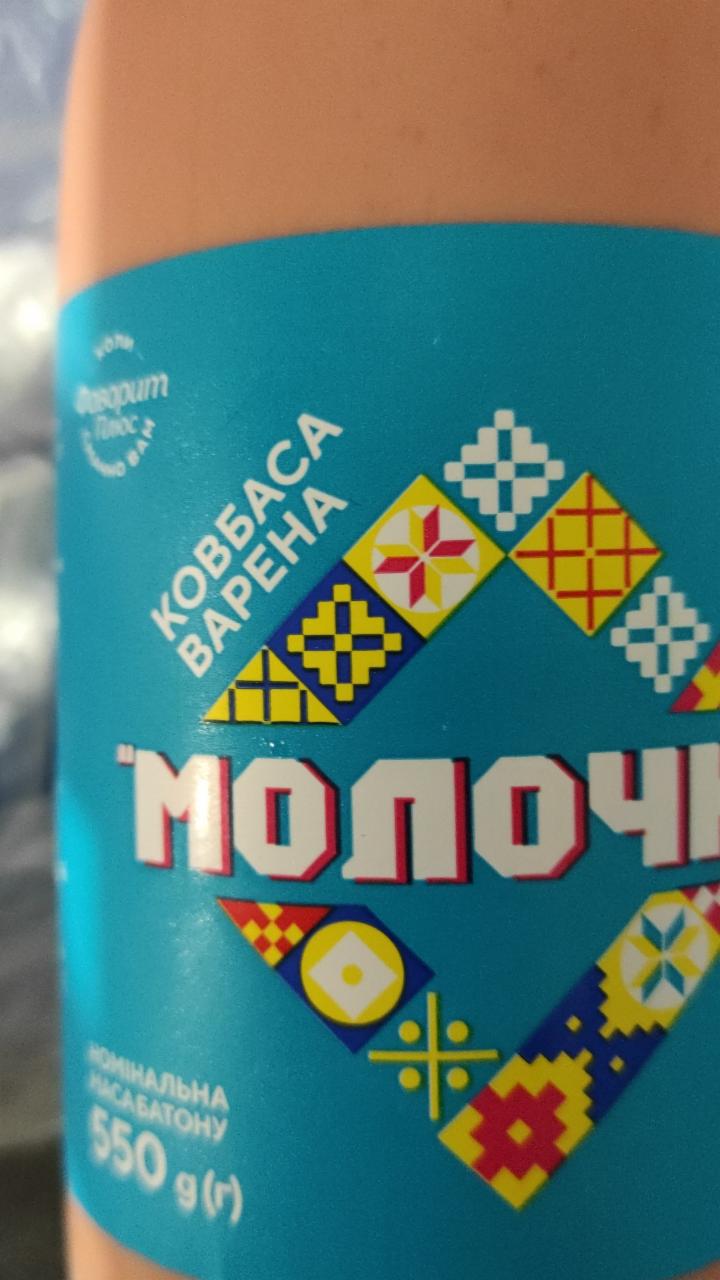 Фаворит
Плюс
КОВБАСА
ВАРЕНА
"МОЛОЧ
НОМІНАЛЬНА
МАСА БАТОНУ
550 g (г)